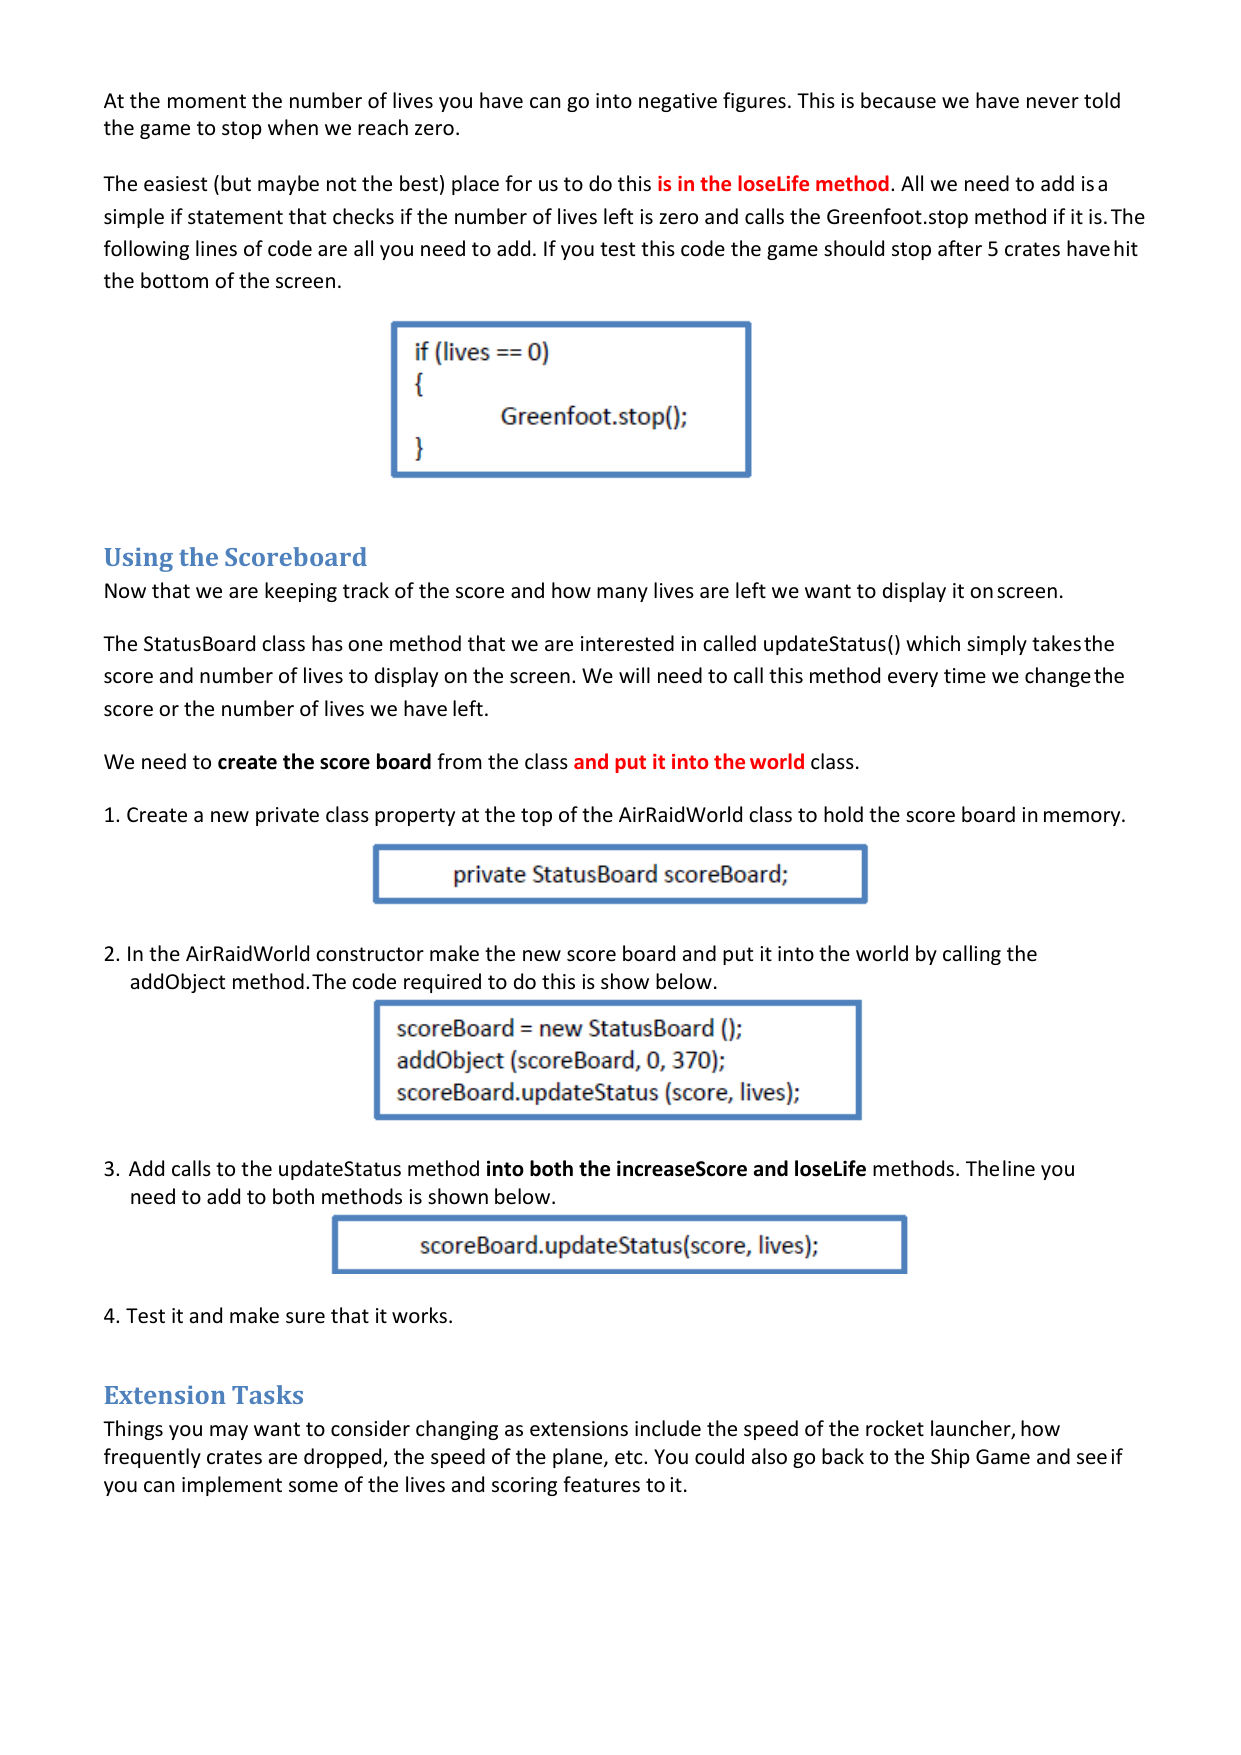 At the moment the number of lives you have can go into negative figures. This is because we have never told
the game to stop when we reach zero.
The easiest (but maybe not the best) place for us to do this is in the loseLife method. All we need to add is a
simple if statement that checks if the number of lives left is zero and calls the Greenfoot.stop method if it is. The
following lines of code are all you need to add. If you test this code the game should stop after 5 crates have hit
the bottom of the screen.
if (lives == 0)
{
Greenfoot.stop();
}
Using the Scoreboard
Now that we are keeping track of the score and how many lives are left we want to display it on screen.
The StatusBoard class has one method that we are interested in called updateStatus() which simply takes the
score and number of lives to display on the screen. We will need to call this method every time we change the
score or the number of lives we have left.
We need to create the score board from the class and put it into the world class.
1. Create a new private class property at the top of the AirRaidWorld class to hold the score board in memory.
private StatusBoard scoreBoard;
2. In the AirRaidWorld constructor make the new score board and put it into the world by calling the
addObject method. The code required to do this is show below.
scoreBoard = new StatusBoard ();
addObject (scoreBoard, 0, 370);
scoreBoard.updateStatus (score, lives);
3. Add calls to the updateStatus method into both the increaseScore and loseLife methods. The line you
need to add to both methods is shown below.
scoreBoard.updateStatus(score, lives);
4. Test it and make sure that it works.
Extension Tasks
Things you may want to consider changing as extensions include the speed of the rocket launcher, how
frequently crates are dropped, the speed of the plane, etc. You could also go back to the Ship Game and see if
you can implement some of the lives and scoring features to it.